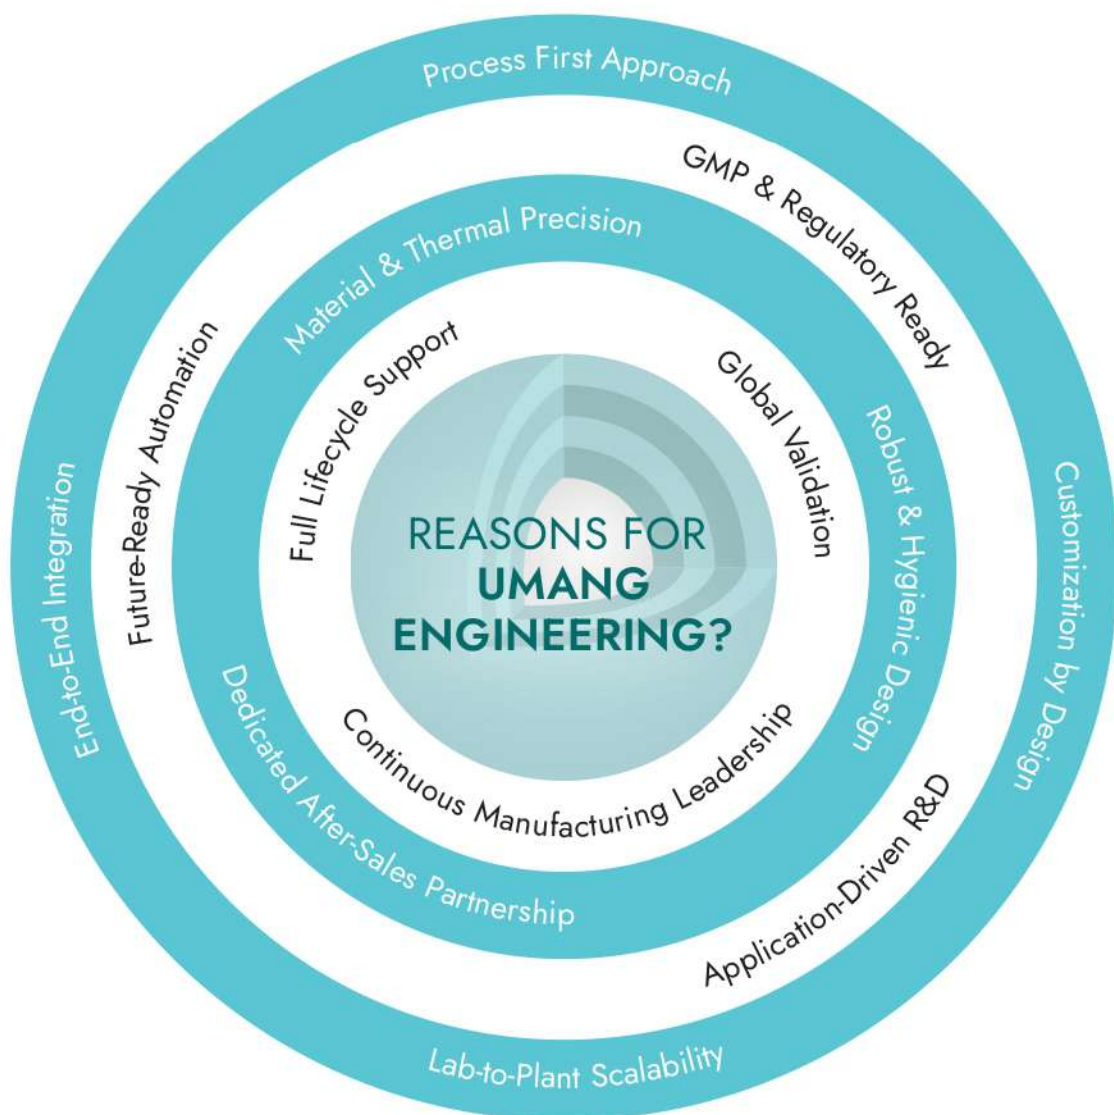 Process First Approach
GMP & Regulatory Ready
Material & Thermal Precision
Full Lifecycle Support
Global Validation
Future-Ready Automation
Robust & Hygienic Design
End-to-End Integration
Customization by Design
REASONS FOR
UMANG
ENGINEERING?
Dedicated After-Sales Partnership
Continuous Manufacturing Leadership
Application-Driven R&D
Lab-to-Plant Scalability